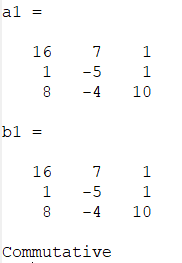 a1 =
16 7 1
1 -5 1
8 -4 10
b1 =
16 7 1
1 -5 1
8 -4 10
Commutative